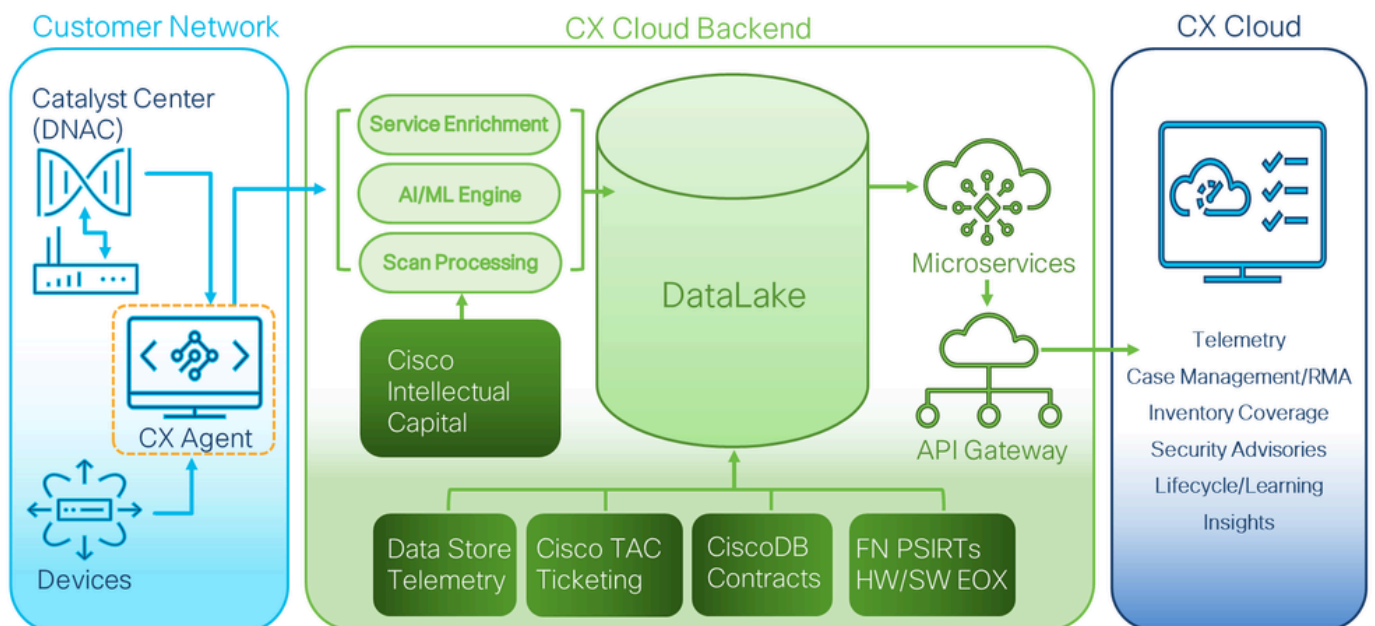 Customer Network
CX Cloud Backend
CX Cloud
Catalyst Center
(DNAC)
CX Agent
Devices
Service Enrichment
AI/ML Engine
Scan Processing
Cisco
Intellectual
Capital
DataLake
Microservices
API Gateway
Data Store
Telemetry
Cisco TAC
Ticketing
CiscoDB
Contracts
FN PSIRTs
HW/SW EOX
Telemetry
Case Management/RMA
Inventory Coverage
Security Advisories
Lifecycle/Learning
Insights